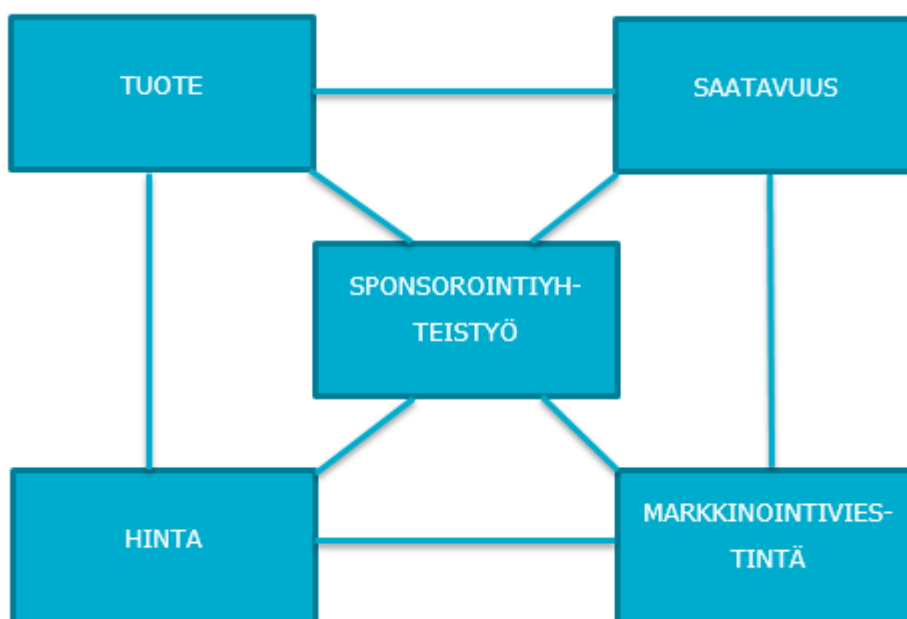 TUOTE
SAATAVUUS
SPONSOROINTIYH-
TEISTYÖ
HINTA
MARKKINOINTIVIES-
TINTÄ